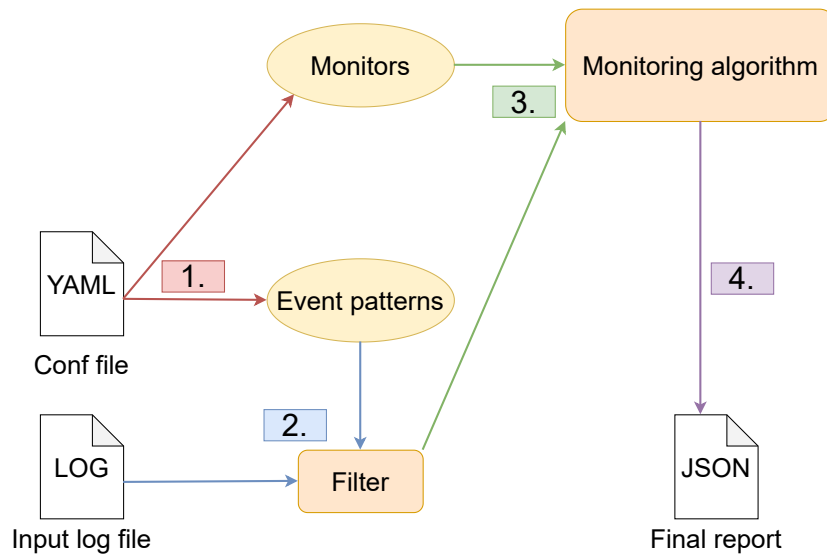 Monitors
Monitoring algorithm
3.
YAML
1.
Event patterns
4.
Conf file
2.
LOG
Filter
JSON
Input log file
Final report